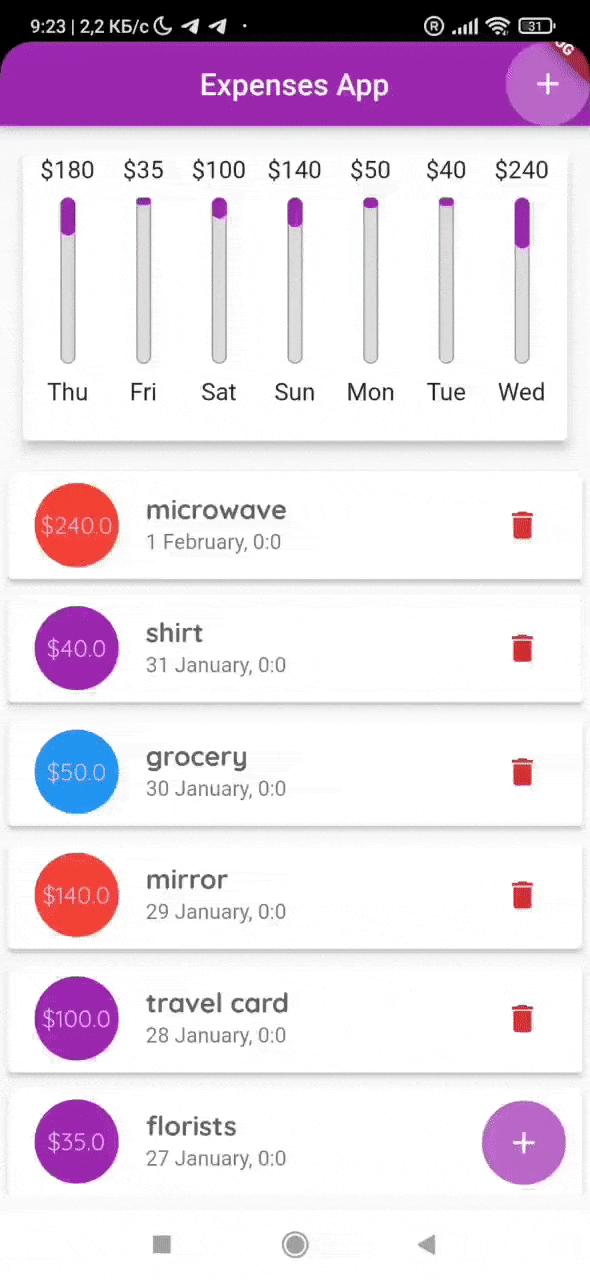 9:23 | 2,2 КБ/с
R
31
Expenses App
$180 $35 $100 $140 $50 $40 $240
Thu Fri Sat Sun Mon Tue Wed
$240.0
microwave
1 February, 0:0
$40.0
shirt
31 January, 0:0
$50.0
grocery
30 January, 0:0
$140.0
mirror
29 January, 0:0
$100.0
travel card
28 January, 0:0
$35.0
florists
27 January, 0:0